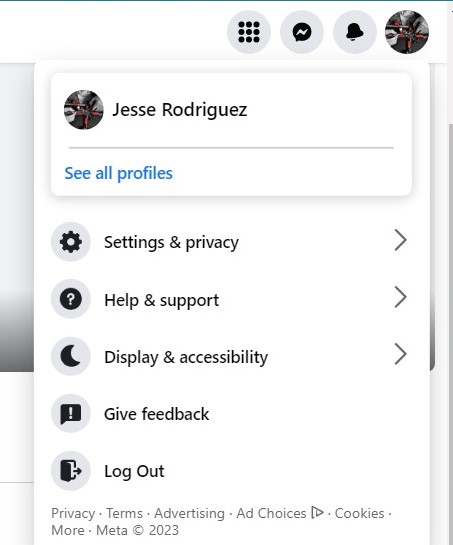 Jesse Rodriguez
See all profiles
Settings & privacy
Help & support
Display & accessibility
Give feedback
Log Out
Privacy · Terms · Advertising · Ad Choices · Cookies ·
More · Meta © 2023